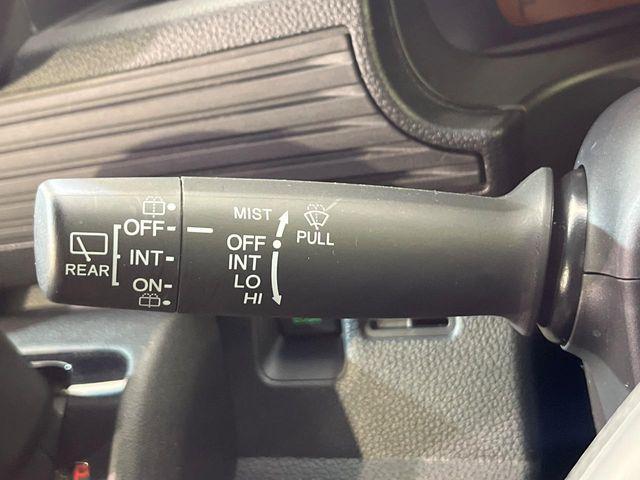 REAR
OFF
INT
ON
MIST
OFF
INT
LO
HI
PULL